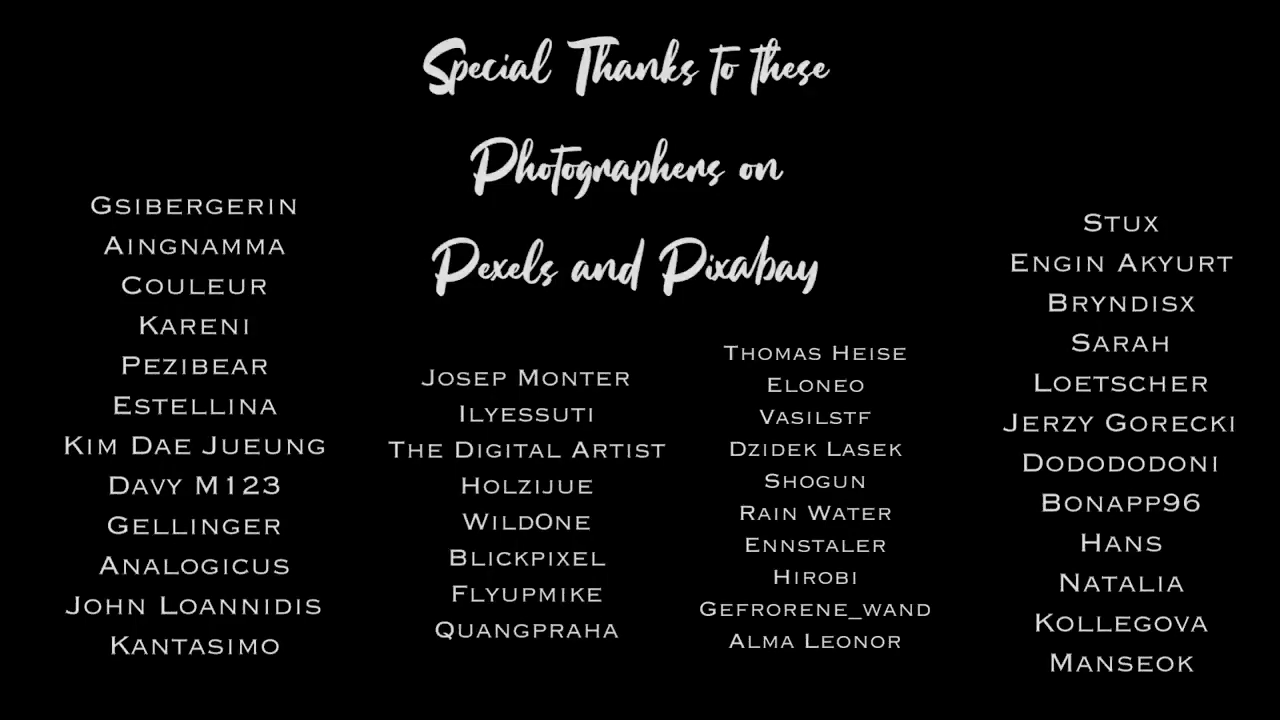 Special Thanks to these
Photographers on
Pexels and Pixabay
Gsibergerin
Aingnamma
Couleur
Kareni
Pezibear
Estellina
Kim Dae Jueung
Davy M123
Gellinger
Analogicus
John Loannidis
Kantasimo
Josep Monter
Ilyessuti
The Digital Artist
Holzijue
WildOne
Blickpixel
Flyupmike
Quangpraha
Thomas Heise
Eloneo
Vasilstf
Dzidek Lasek
Shogun
Rain Water
Ennstaler
Hirobi
Gefrorene_wand
Alma Leonor
Stux
Engin Akyurt
Bryndisx
Sarah
Loetscher
Jerzy Gorecki
Dodododoni
Bonapp96
Hans
Natalia
Kollegova
Manseok